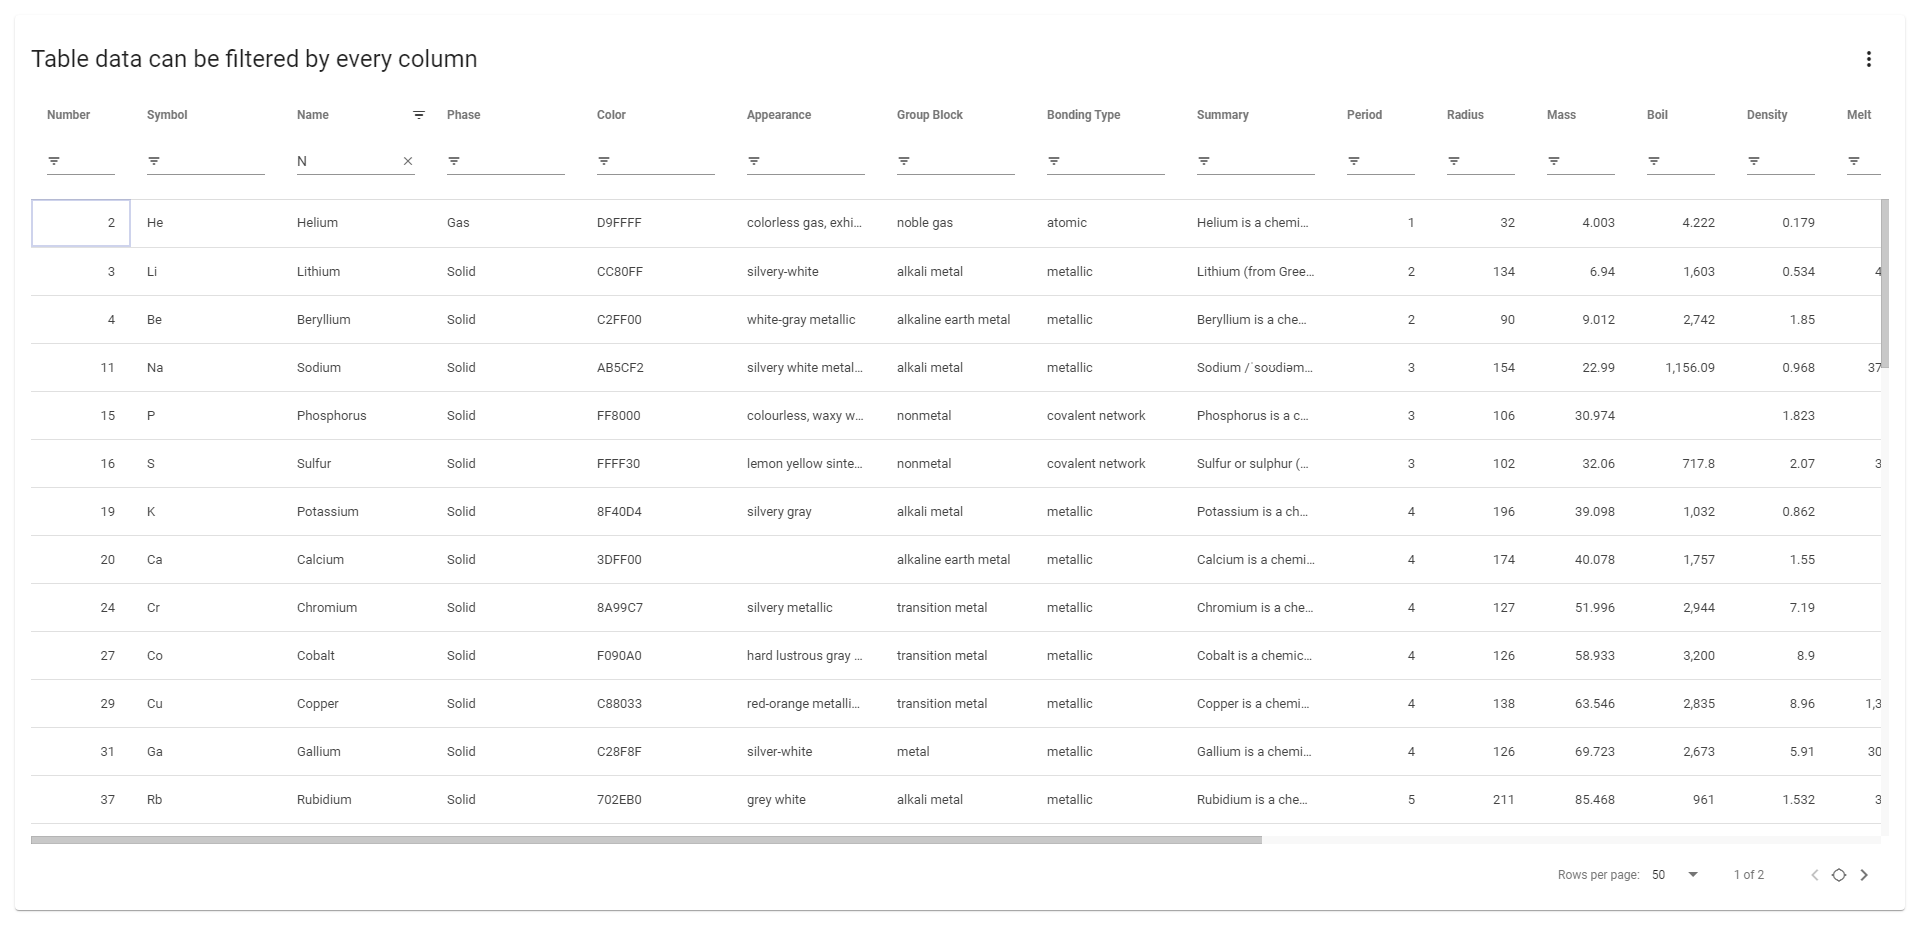 Table data can be filtered by every column
Number Symbol Name Phase Color Appearance Group Block Bonding Type Summary Period Radius Mass Boil Density Melt
N
2 He Helium Gas D9FFFF colorless gas, exhi... noble gas atomic Helium is a chemi... 1 32 4.003 4.222 0.179
3 Li Lithium Solid CC80FF silvery-white alkali metal metallic Lithium (from Gree... 2 134 6.94 1,603 0.534 4
4 Be Beryllium Solid C2FF00 white-gray metallic alkaline earth metal metallic Beryllium is a che... 2 90 9.012 2,742 1.85
11 Na Sodium Solid AB5CF2 silvery white metal... alkali metal metallic Sodium /ˈsoʊdiəm... 3 154 22.99 1,156.09 0.968 37
15 P Phosphorus Solid FF8000 colourless, waxy w... nonmetal covalent network Phosphorus is a c... 3 106 30.974 1.823
16 S Sulfur Solid FFFF30 lemon yellow sinte... nonmetal covalent network Sulfur or sulphur (... 3 102 32.06 717.8 2.07 3
19 K Potassium Solid 8F40D4 silvery gray alkali metal metallic Potassium is a ch... 4 196 39.098 1,032 0.862
20 Ca Calcium Solid 3DFF00 alkaline earth metal metallic Calcium is a chemi... 4 174 40.078 1,757 1.55
24 Cr Chromium Solid 8A99C7 silvery metallic transition metal metallic Chromium is a che... 4 127 51.996 2,944 7.19
27 Co Cobalt Solid F090A0 hard lustrous gray ... transition metal metallic Cobalt is a chemic... 4 126 58.933 3,200 8.9
29 Cu Copper Solid C88033 red-orange metalli... transition metal metallic Copper is a chemi... 4 138 63.546 2,835 8.96 1,3
31 Ga Gallium Solid C28F8F silver-white metal metallic Gallium is a chemi... 4 126 69.723 2,673 5.91 30
37 Rb Rubidium Solid 702EB0 grey white alkali metal metallic Rubidium is a che... 5 211 85.468 961 1.532 3
Rows per page: 50 1 of 2